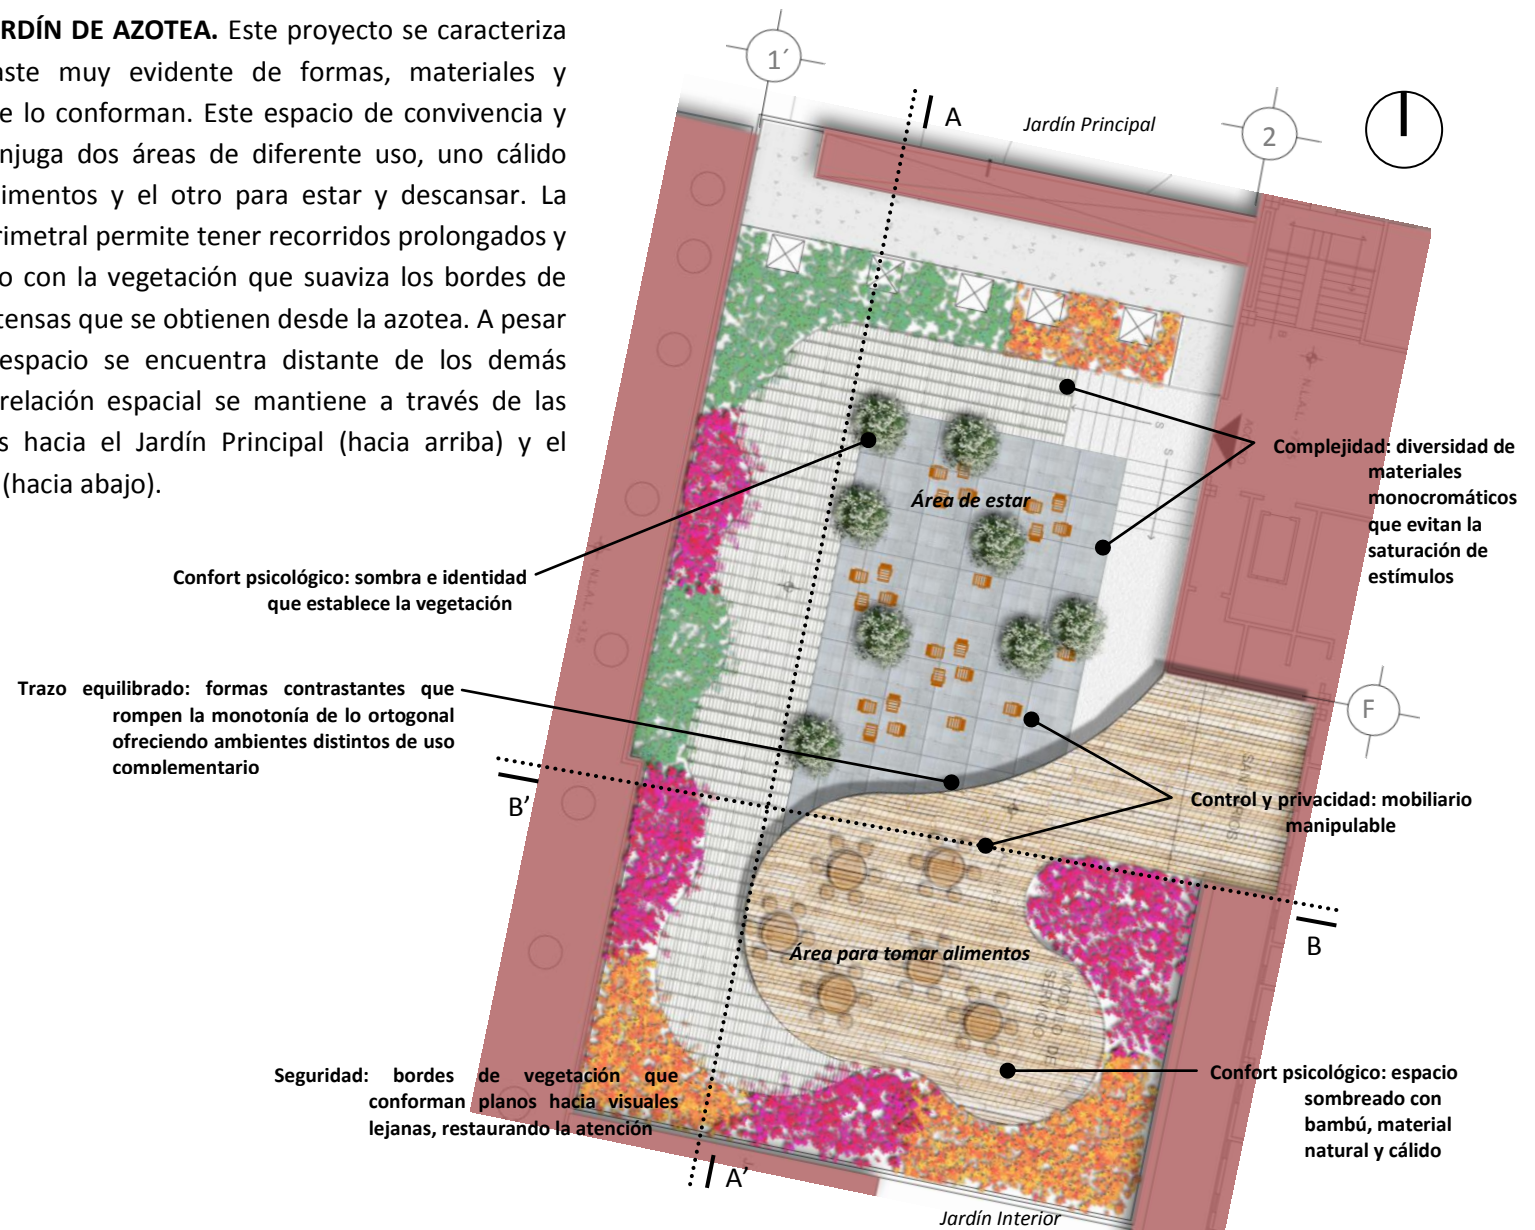 RDÍN DE AZOTEA. Este proyecto se caracteriza
aste muy evidente de formas, materiales y
e lo conforman. Este espacio de convivencia y
njuga dos áreas de diferente uso, uno cálido
imentos y el otro para estar y descansar. La
rimetral permite tener recorridos prolongados y
o con la vegetación que suaviza los bordes de
tensas que se obtienen desde la azotea. A pesar
espacio se encuentra distante de los demás
relación espacial se mantiene a través de las
s hacia el Jardín Principal (hacia arriba) y el
(hacia abajo).
1´
A
Jardín Principal
2
Área de estar
Complejidad: diversidad de
materiales
monocromáticos
que evitan la
saturación de
estímulos
Confort psicológico: sombra e identidad
que establece la vegetación
Trazo equilibrado: formas contrastantes que
rompen la monotonía de lo ortogonal
ofreciendo ambientes distintos de uso
complementario
F
B’
Control y privacidad: mobiliario
manipulable
B
Área para tomar alimentos
MODULO DE
SERVICIO
Seguridad: bordes de vegetación que
conforman planos hacia visuales
lejanas, restaurando la atención
Confort psicológico: espacio
sombreado con
bambú, material
natural y cálido
A’
Jardín Interior
S
S
B